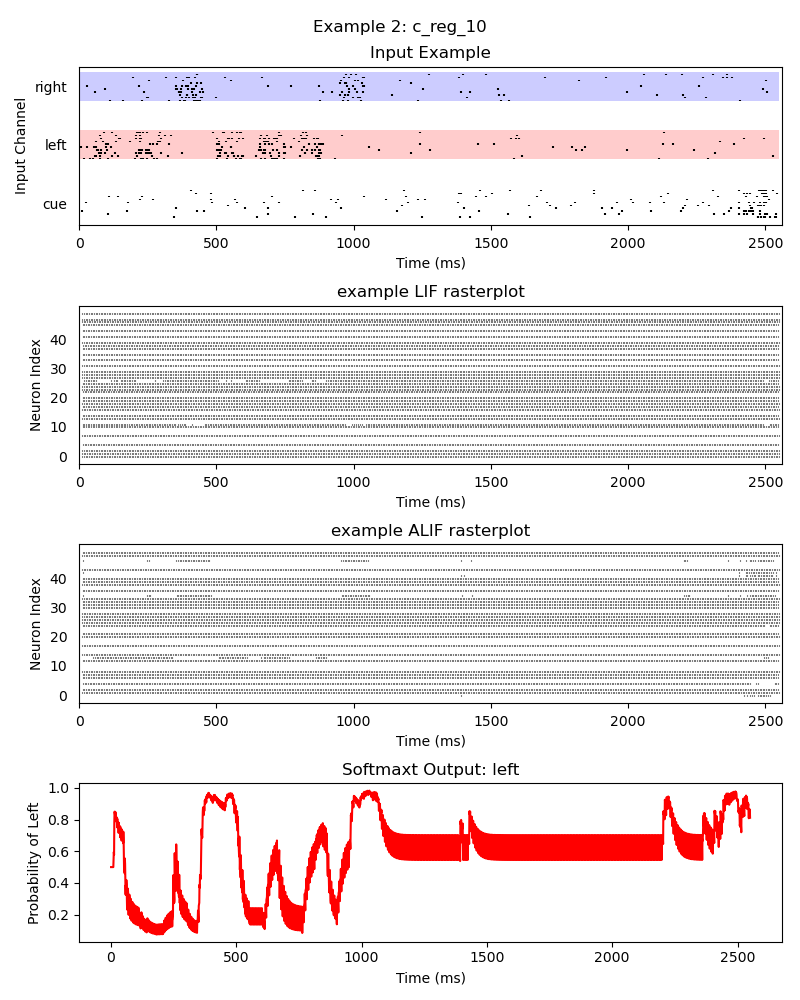 Example 2: c_reg_10
Input Example
Input Channel
right
left
cue
0 500 1000 1500 2000 2500
Time (ms)
example LIF rasterplot
Neuron Index
40
30
20
10
0
0 500 1000 1500 2000 2500
Time (ms)
example ALIF rasterplot
Neuron Index
40
30
20
10
0
0 500 1000 1500 2000 2500
Time (ms)
Softmaxt Output: left
Probability of Left
1.0
0.8
0.6
0.4
0.2
0 500 1000 1500 2000 2500
Time (ms)